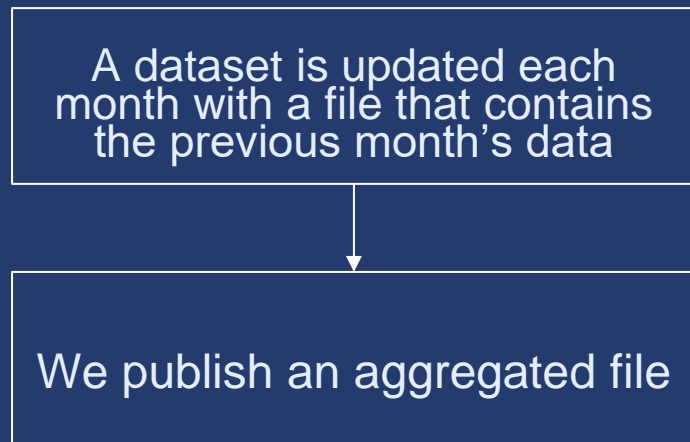 A dataset is updated each
month with a file that contains
the previous month’s data
We publish an aggregated file